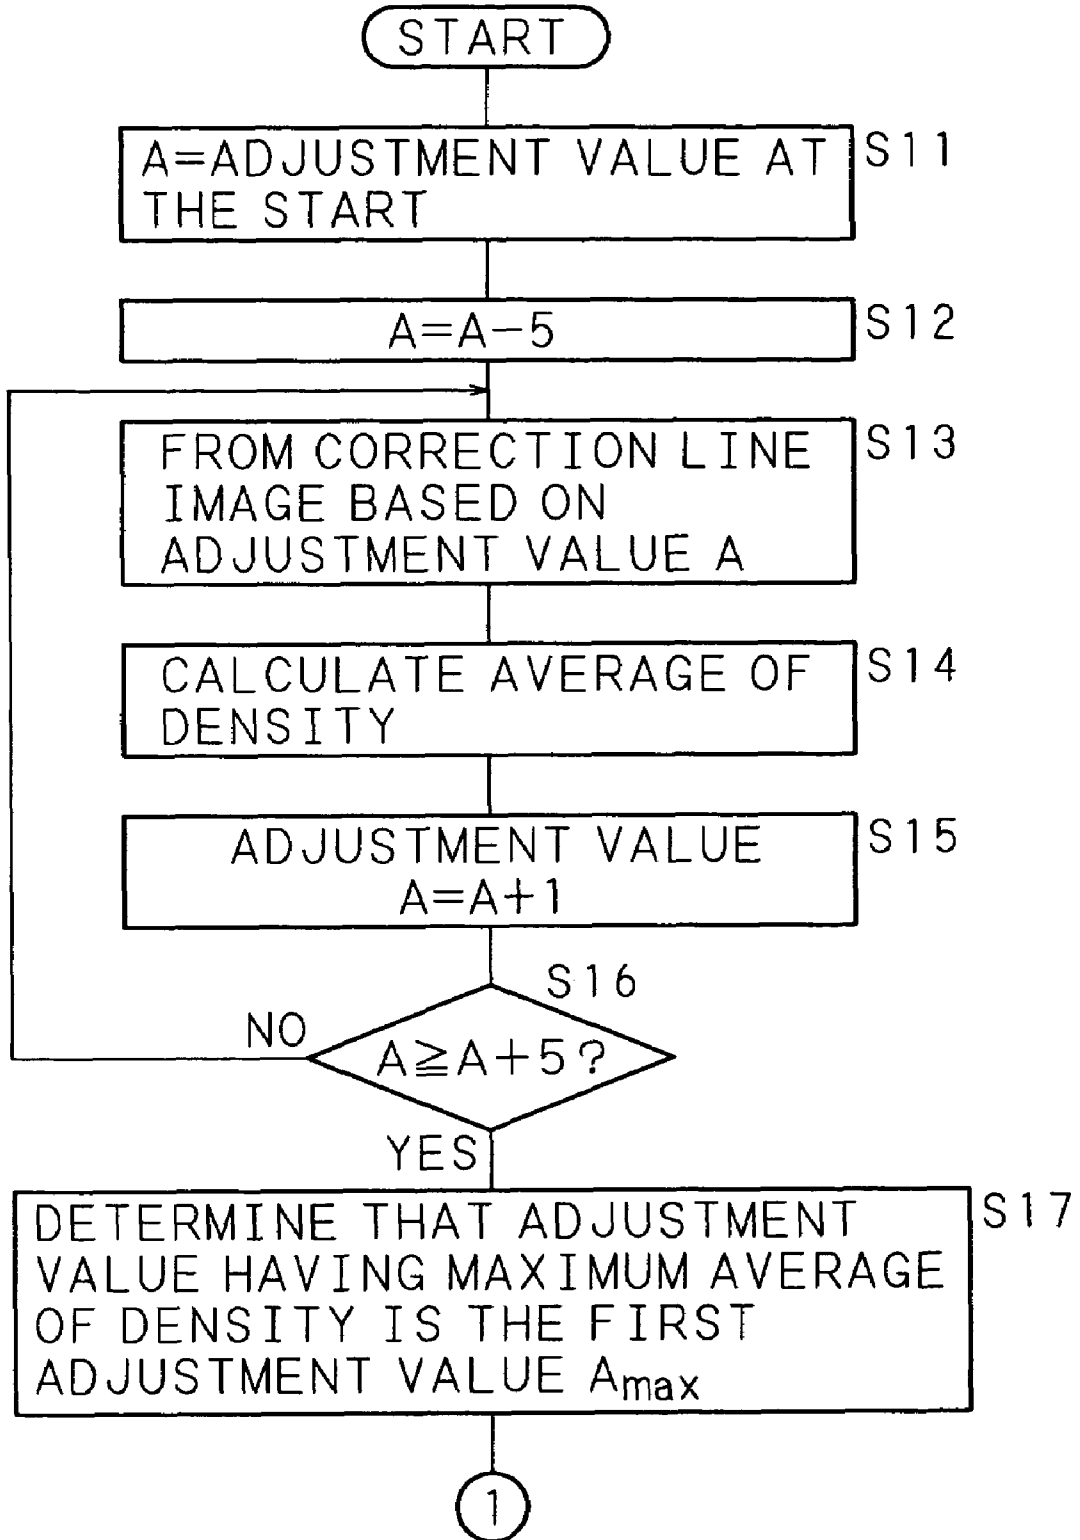 START
A=ADJUSTMENT VALUE AT
THE START
S11
A=A-5
S12
FROM CORRECTION LINE
IMAGE BASED ON
ADJUSTMENT VALUE A
S13
CALCULATE AVERAGE OF
DENSITY
S14
ADJUSTMENT VALUE
A=A+1
S15
S16
A≧A+5?
NO
YES
DETERMINE THAT ADJUSTMENT
VALUE HAVING MAXIMUM AVERAGE
OF DENSITY IS THE FIRST
ADJUSTMENT VALUE Amax
S17
1